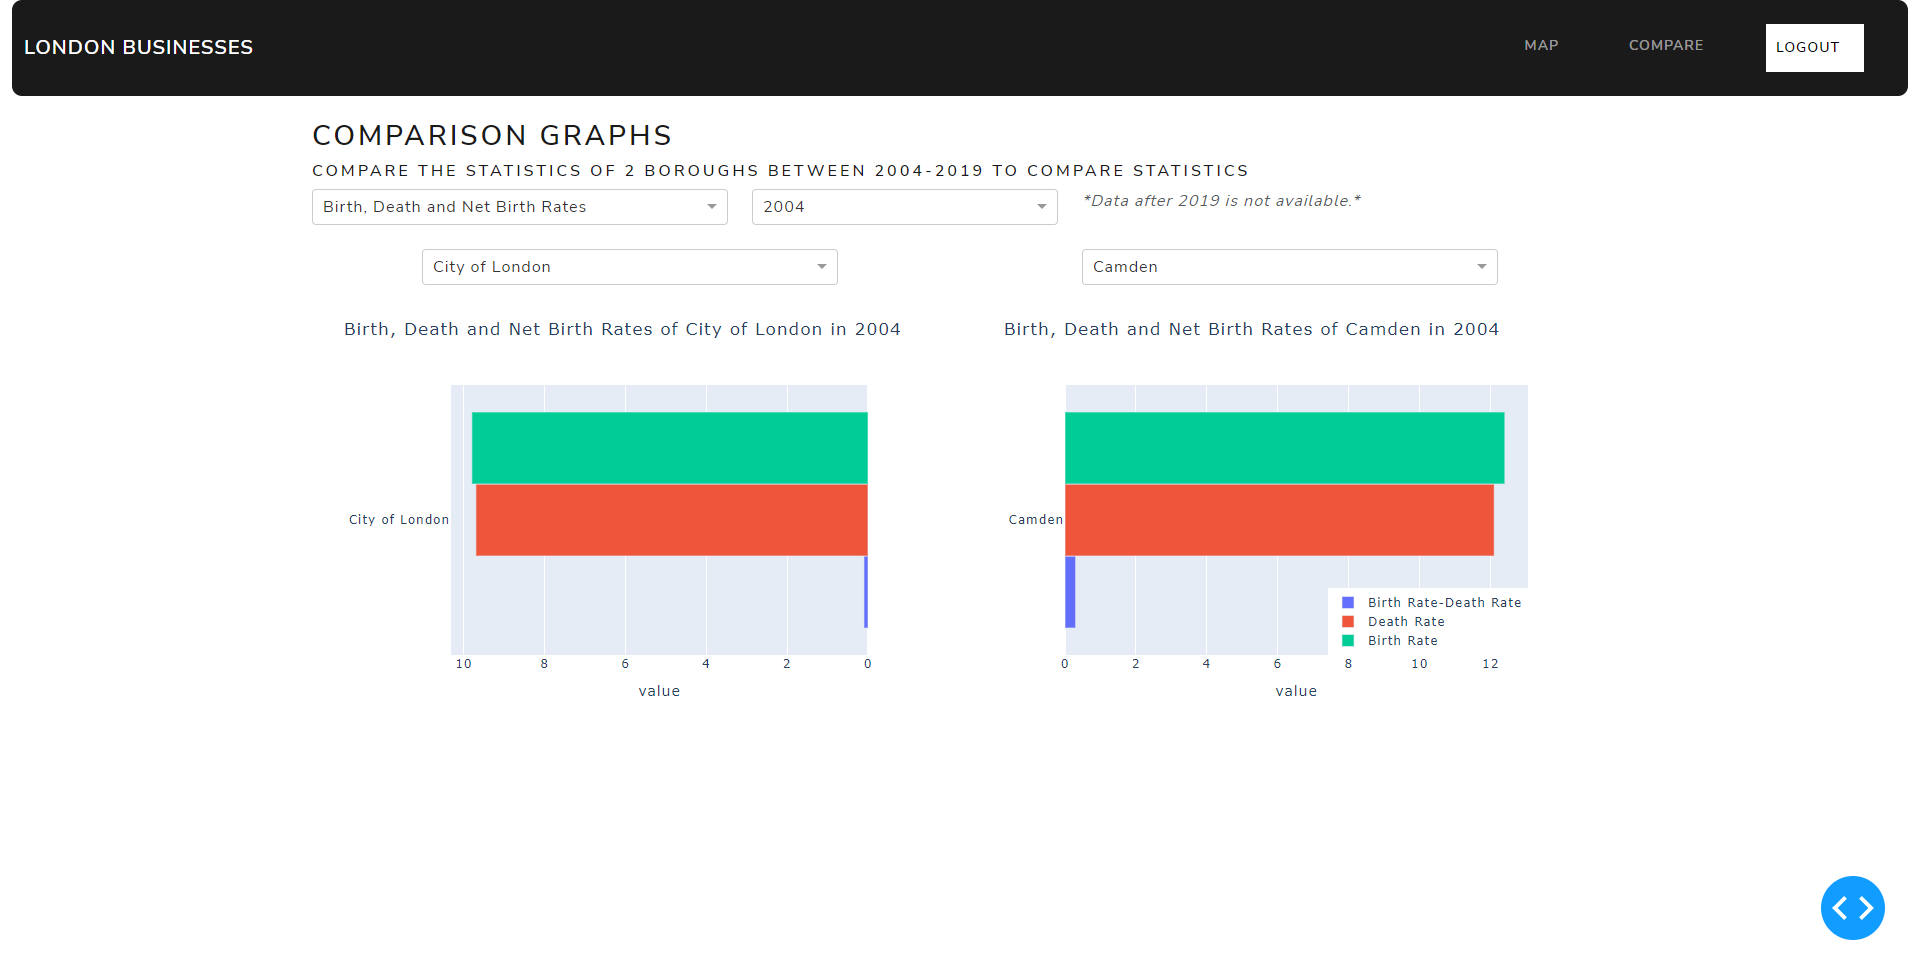 LONDON BUSINESSES
MAP
COMPARE
LOGOUT
COMPARISON GRAPHS
COMPARE THE STATISTICS OF 2 BOROUGHS BETWEEN 2004-2019 TO COMPARE STATISTICS
Birth, Death and Net Birth Rates
2004
*Data after 2019 is not available.*
City of London
Camden
Birth, Death and Net Birth Rates of City of London in 2004
City of London
10 8 6 4 2 0
value
Birth, Death and Net Birth Rates of Camden in 2004
Camden
Birth Rate-Death Rate
Death Rate
Birth Rate
0 2 4 6 8 10 12
value